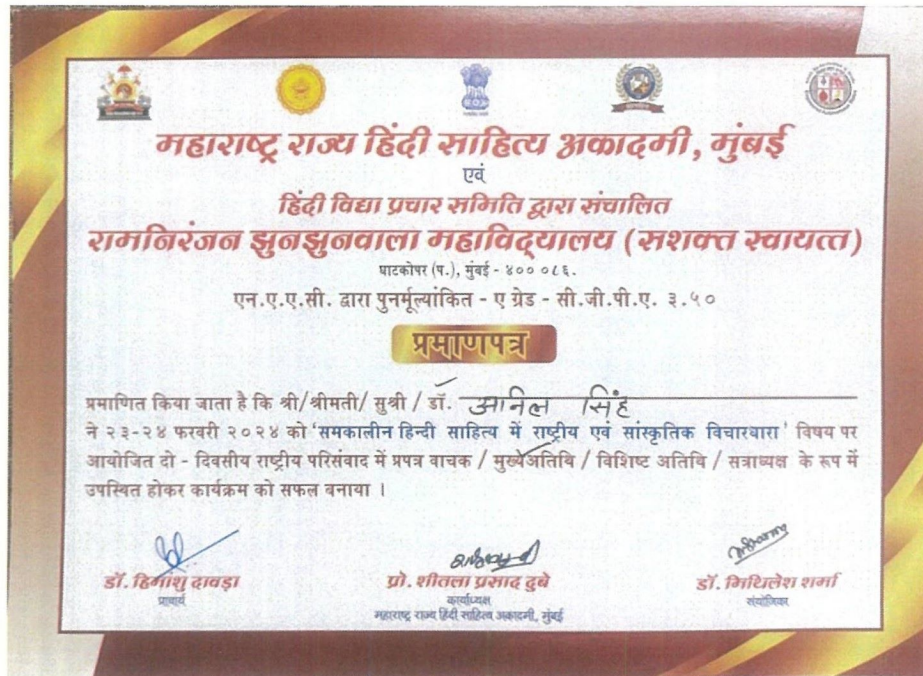 महाराष्ट्र राज्य हिंदी साहित्य अकादमी, मुंबई
एवं
हिंदी विद्या प्रचार समिति द्वारा संचालित
रामनिरंजन झुनझुनवाला महाविद्यालय (सशक्त स्वायत्त)
घाटकोपर (प.), मुंबई - ४०० ०८६.
एन.ए.ए.सी. द्वारा पुनर्मूल्यांकित - ए ग्रेड - सी.जी.पी.ए. ३.५०
प्रमाणपत्र
प्रमाणित किया जाता है कि श्री/श्रीमती/ सुश्री / डॉ. अनिल सिंह
ने २३-२४ फरवरी २०२४ को 'समकालीन हिन्दी साहित्य में राष्ट्रीय एवं सांस्कृतिक विचारधारा' विषय पर
आयोजित दो - दिवसीय राष्ट्रीय परिसंवाद में प्रपत्र वाचक / मुख्यअतिथि / विशिष्ट अतिथि / सत्राध्यक्ष के रूप में
उपस्थित होकर कार्यक्रम को सफल बनाया ।
डॉ. हिमांशु दावड़ा
प्राचार्य
प्रो. शीतला प्रसाद दुबे
कार्याध्यक्ष
महाराष्ट्र राज्य हिंदी साहित्य अकादमी, मुंबई
डॉ. मिथिलेश शर्मा
संयोजिका